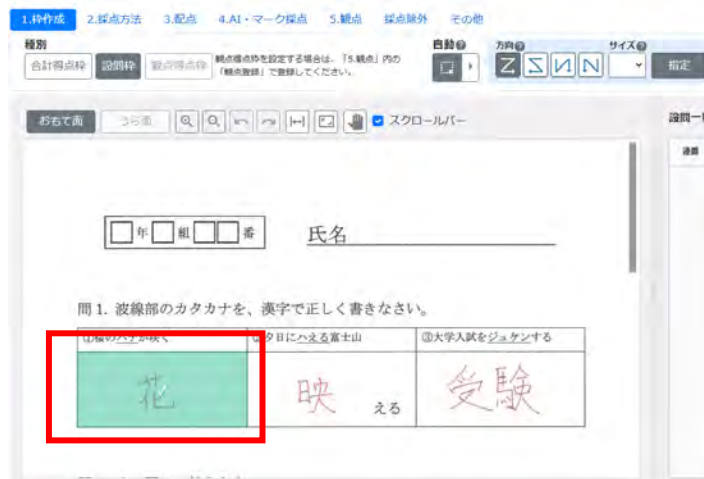 1.枠作成 2.採点方法 3.配点 4.AI・マーク採点 5.観点 採点除外 その他
種別 自動 方向 サイズ
合計得点枠 設問枠 観点得点枠 観点得点枠を設定する場合は、「5.観点」内の
「観点登録」で登録してください。
指定
おもて面 うら面 スクロールバー
設問一
連番
年 組 番 氏名
問 1. 波線部のカタカナを、漢字で正しく書きなさい。
①桜のハナが咲く ②夕日にハえる富士山 ③大学入試をジュケンする
花 映 える 受験